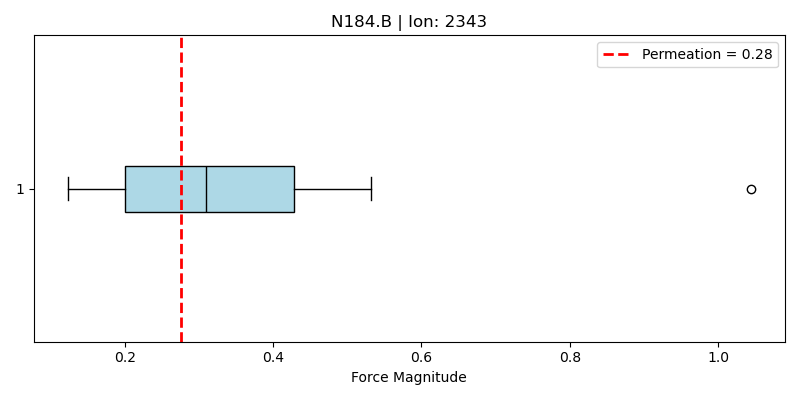 N184.B | Ion: 2343
Permeation = 0.28
1
0.2 0.4 0.6 0.8 1.0
Force Magnitude